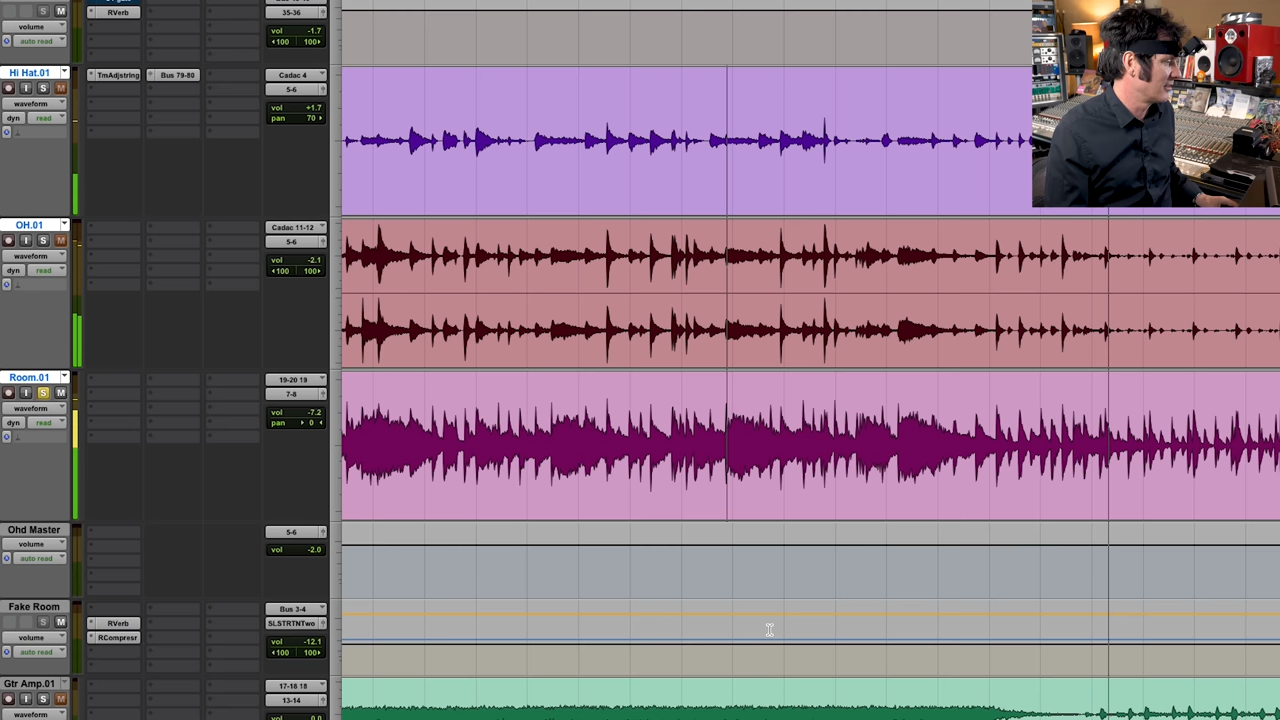 S M
RVerb
35-36
volume
auto read
vol -1.7
100 100
Hi Hat.01
TmAdjstrIng
Bus 79-80
Cadac 4
I S M
5-6
waveform
vol +1.7
dyn read
pan 70
OH.01
Cadac 11-12
I S M
5-6
waveform
vol -2.1
dyn read
100 100
Room.01
19-20 19
I S M
7-8
waveform
vol -7.2
dyn read
pan 0
Ohd Master
5-6
volume
vol -2.0
auto read
Fake Room
Bus 3-4
S M
RVerb
SLSTRTNTwo
volume
RCompresr
vol -12.1
auto read
100 100
Gtr Amp.01
17-18 18
I S M
13-14
waveform
vol 0.0